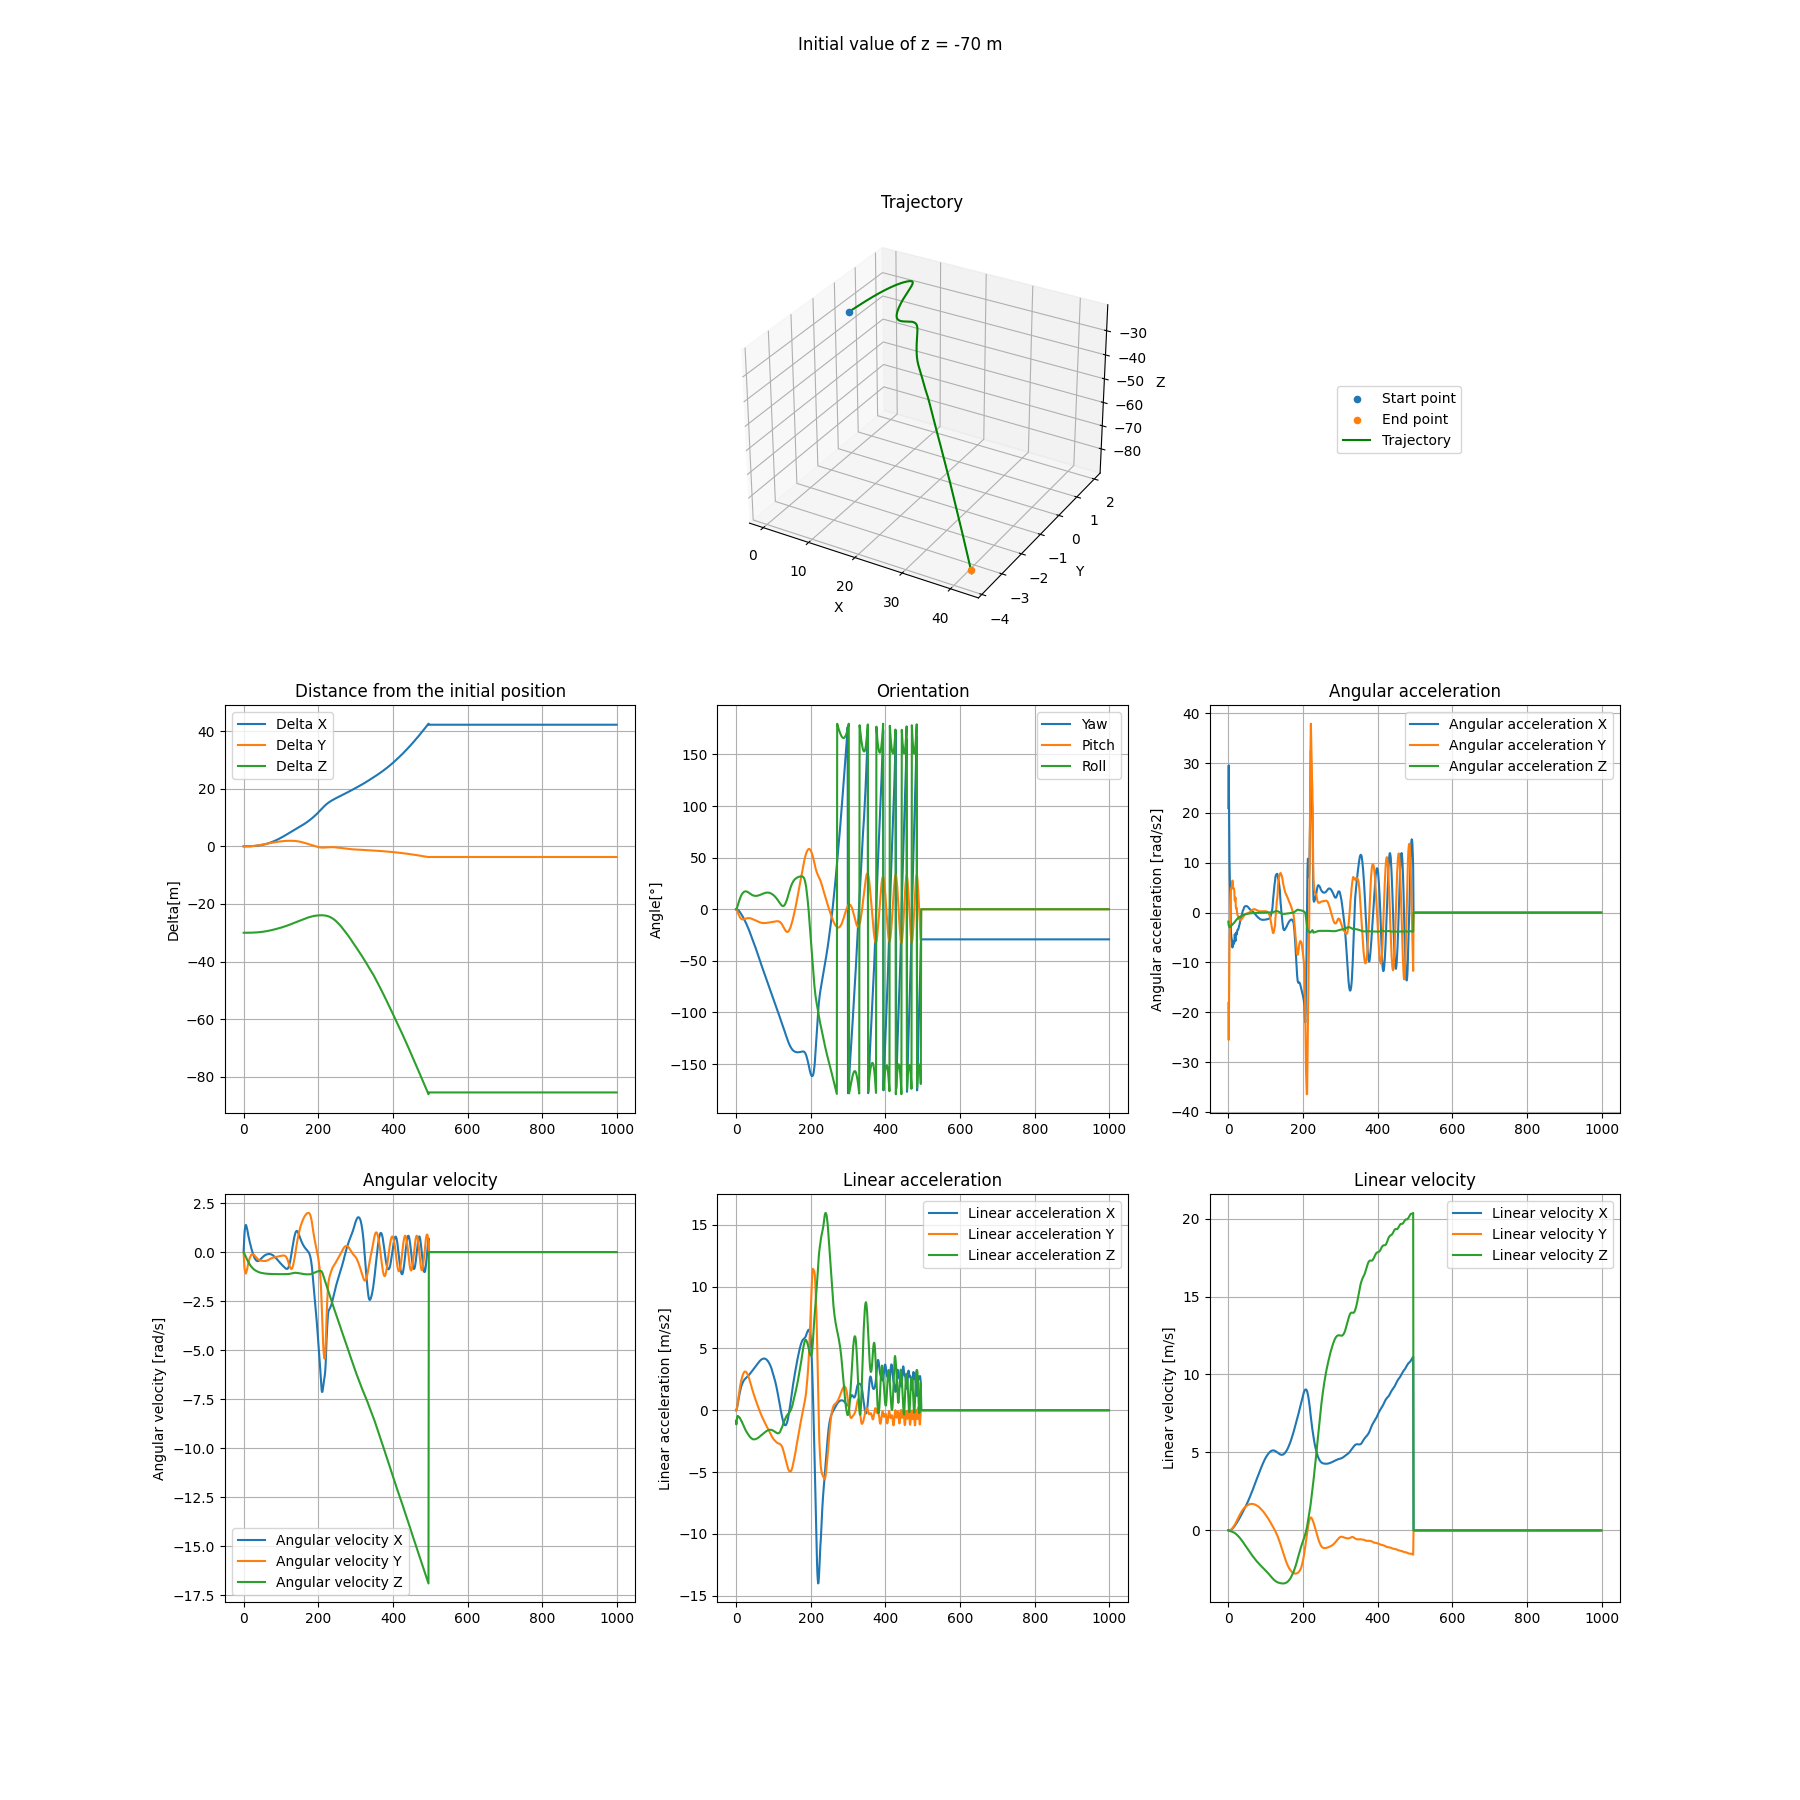 Initial value of z = -70 m
Trajectory
−30
−40
−50
−60
−70
−80
Z
2
1
0
−1
−2
−3
−4
Y
0
10
20
30
40
X
Start point
End point
Trajectory
Distance from the initial position
Delta[m]
40
20
0
−20
−40
−60
−80
Delta X
Delta Y
Delta Z
0 200 400 600 800 1000
Orientation
Angle[°]
150
100
50
0
−50
−100
−150
Yaw
Pitch
Roll
0 200 400 600 800 1000
Angular acceleration
Angular acceleration [rad/s2]
40
30
20
10
0
−10
−20
−30
−40
Angular acceleration X
Angular acceleration Y
Angular acceleration Z
0 200 400 600 800 1000
Angular velocity
Angular velocity [rad/s]
2.5
0.0
−2.5
−5.0
−7.5
−10.0
−12.5
−15.0
−17.5
Angular velocity X
Angular velocity Y
Angular velocity Z
0 200 400 600 800 1000
Linear acceleration
Linear acceleration [m/s2]
15
10
5
0
−5
−10
−15
Linear acceleration X
Linear acceleration Y
Linear acceleration Z
0 200 400 600 800 1000
Linear velocity
Linear velocity [m/s]
20
15
10
5
0
Linear velocity X
Linear velocity Y
Linear velocity Z
0 200 400 600 800 1000